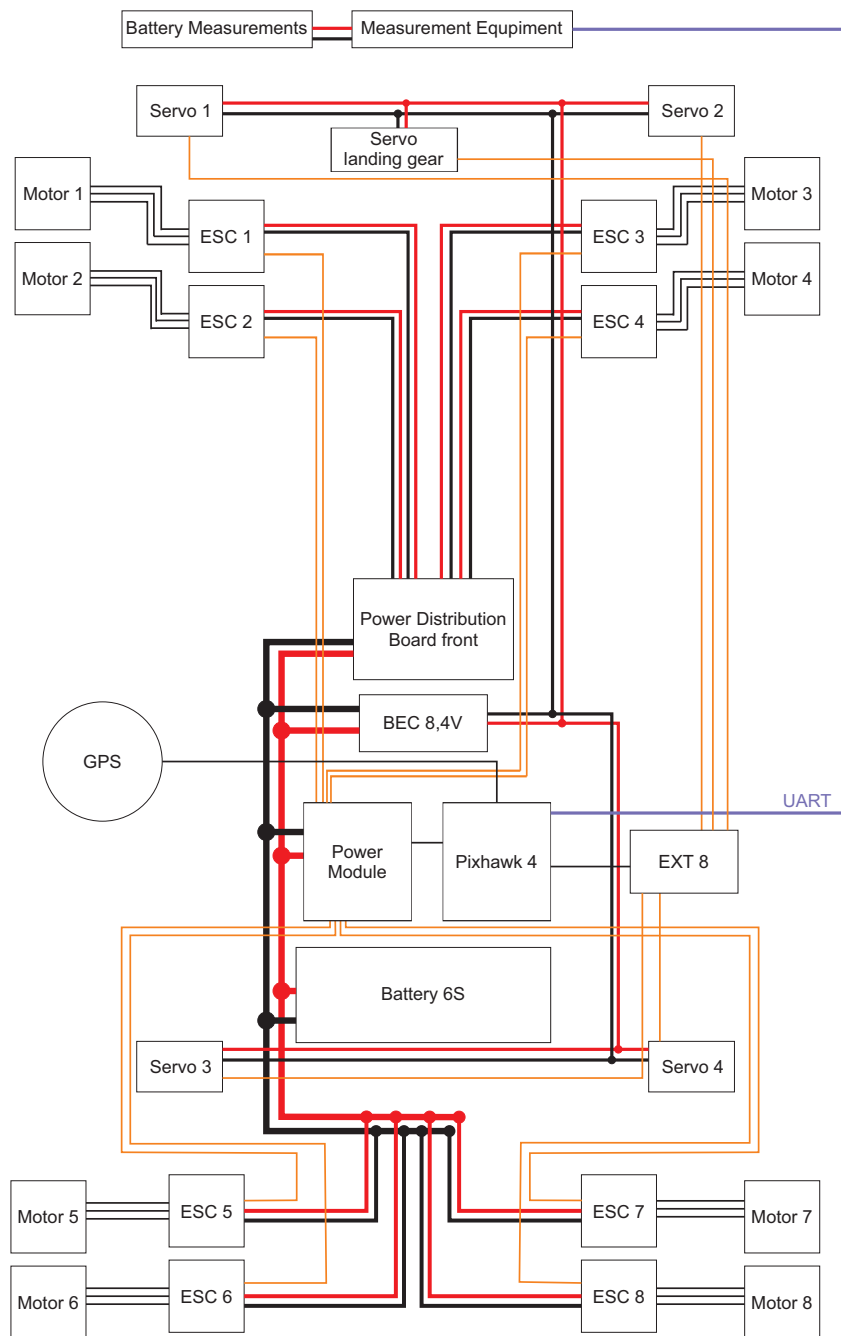 Battery Measurements
Measurement Equpiment
Servo 1
Servo 2
Servo
landing gear
Motor 1
ESC 1
ESC 3
Motor 3
Motor 2
ESC 2
ESC 4
Motor 4
Power Distribution
Board front
BEC 8,4V
GPS
UART
Power
Module
Pixhawk 4
EXT 8
Battery 6S
Servo 3
Servo 4
Motor 5
ESC 5
ESC 7
Motor 7
Motor 6
ESC 6
ESC 8
Motor 8